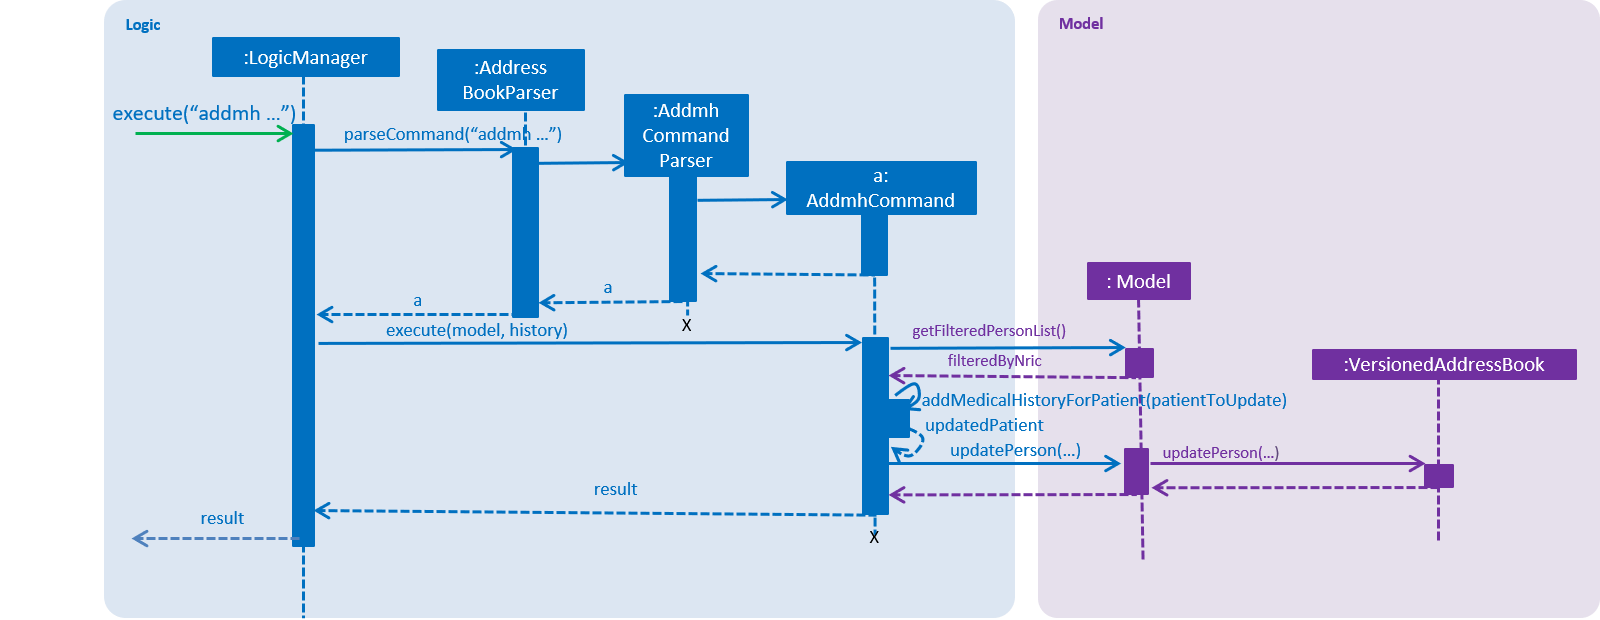 Logic
Model
:LogicManager
:Address
BookParser
:Addmh
Command
Parser
execute(“addmh ...”)
parseCommand(“addmh ...”)
a:
AddmhCommand
: Model
a
a
X
execute(model, history)
getFilteredPersonList()
filteredByNric
:VersionedAddressBook
addMedicalHistoryForPatient(patientToUpdate)
updatedPatient
updatePerson(...)
updatePerson(...)
result
result
X